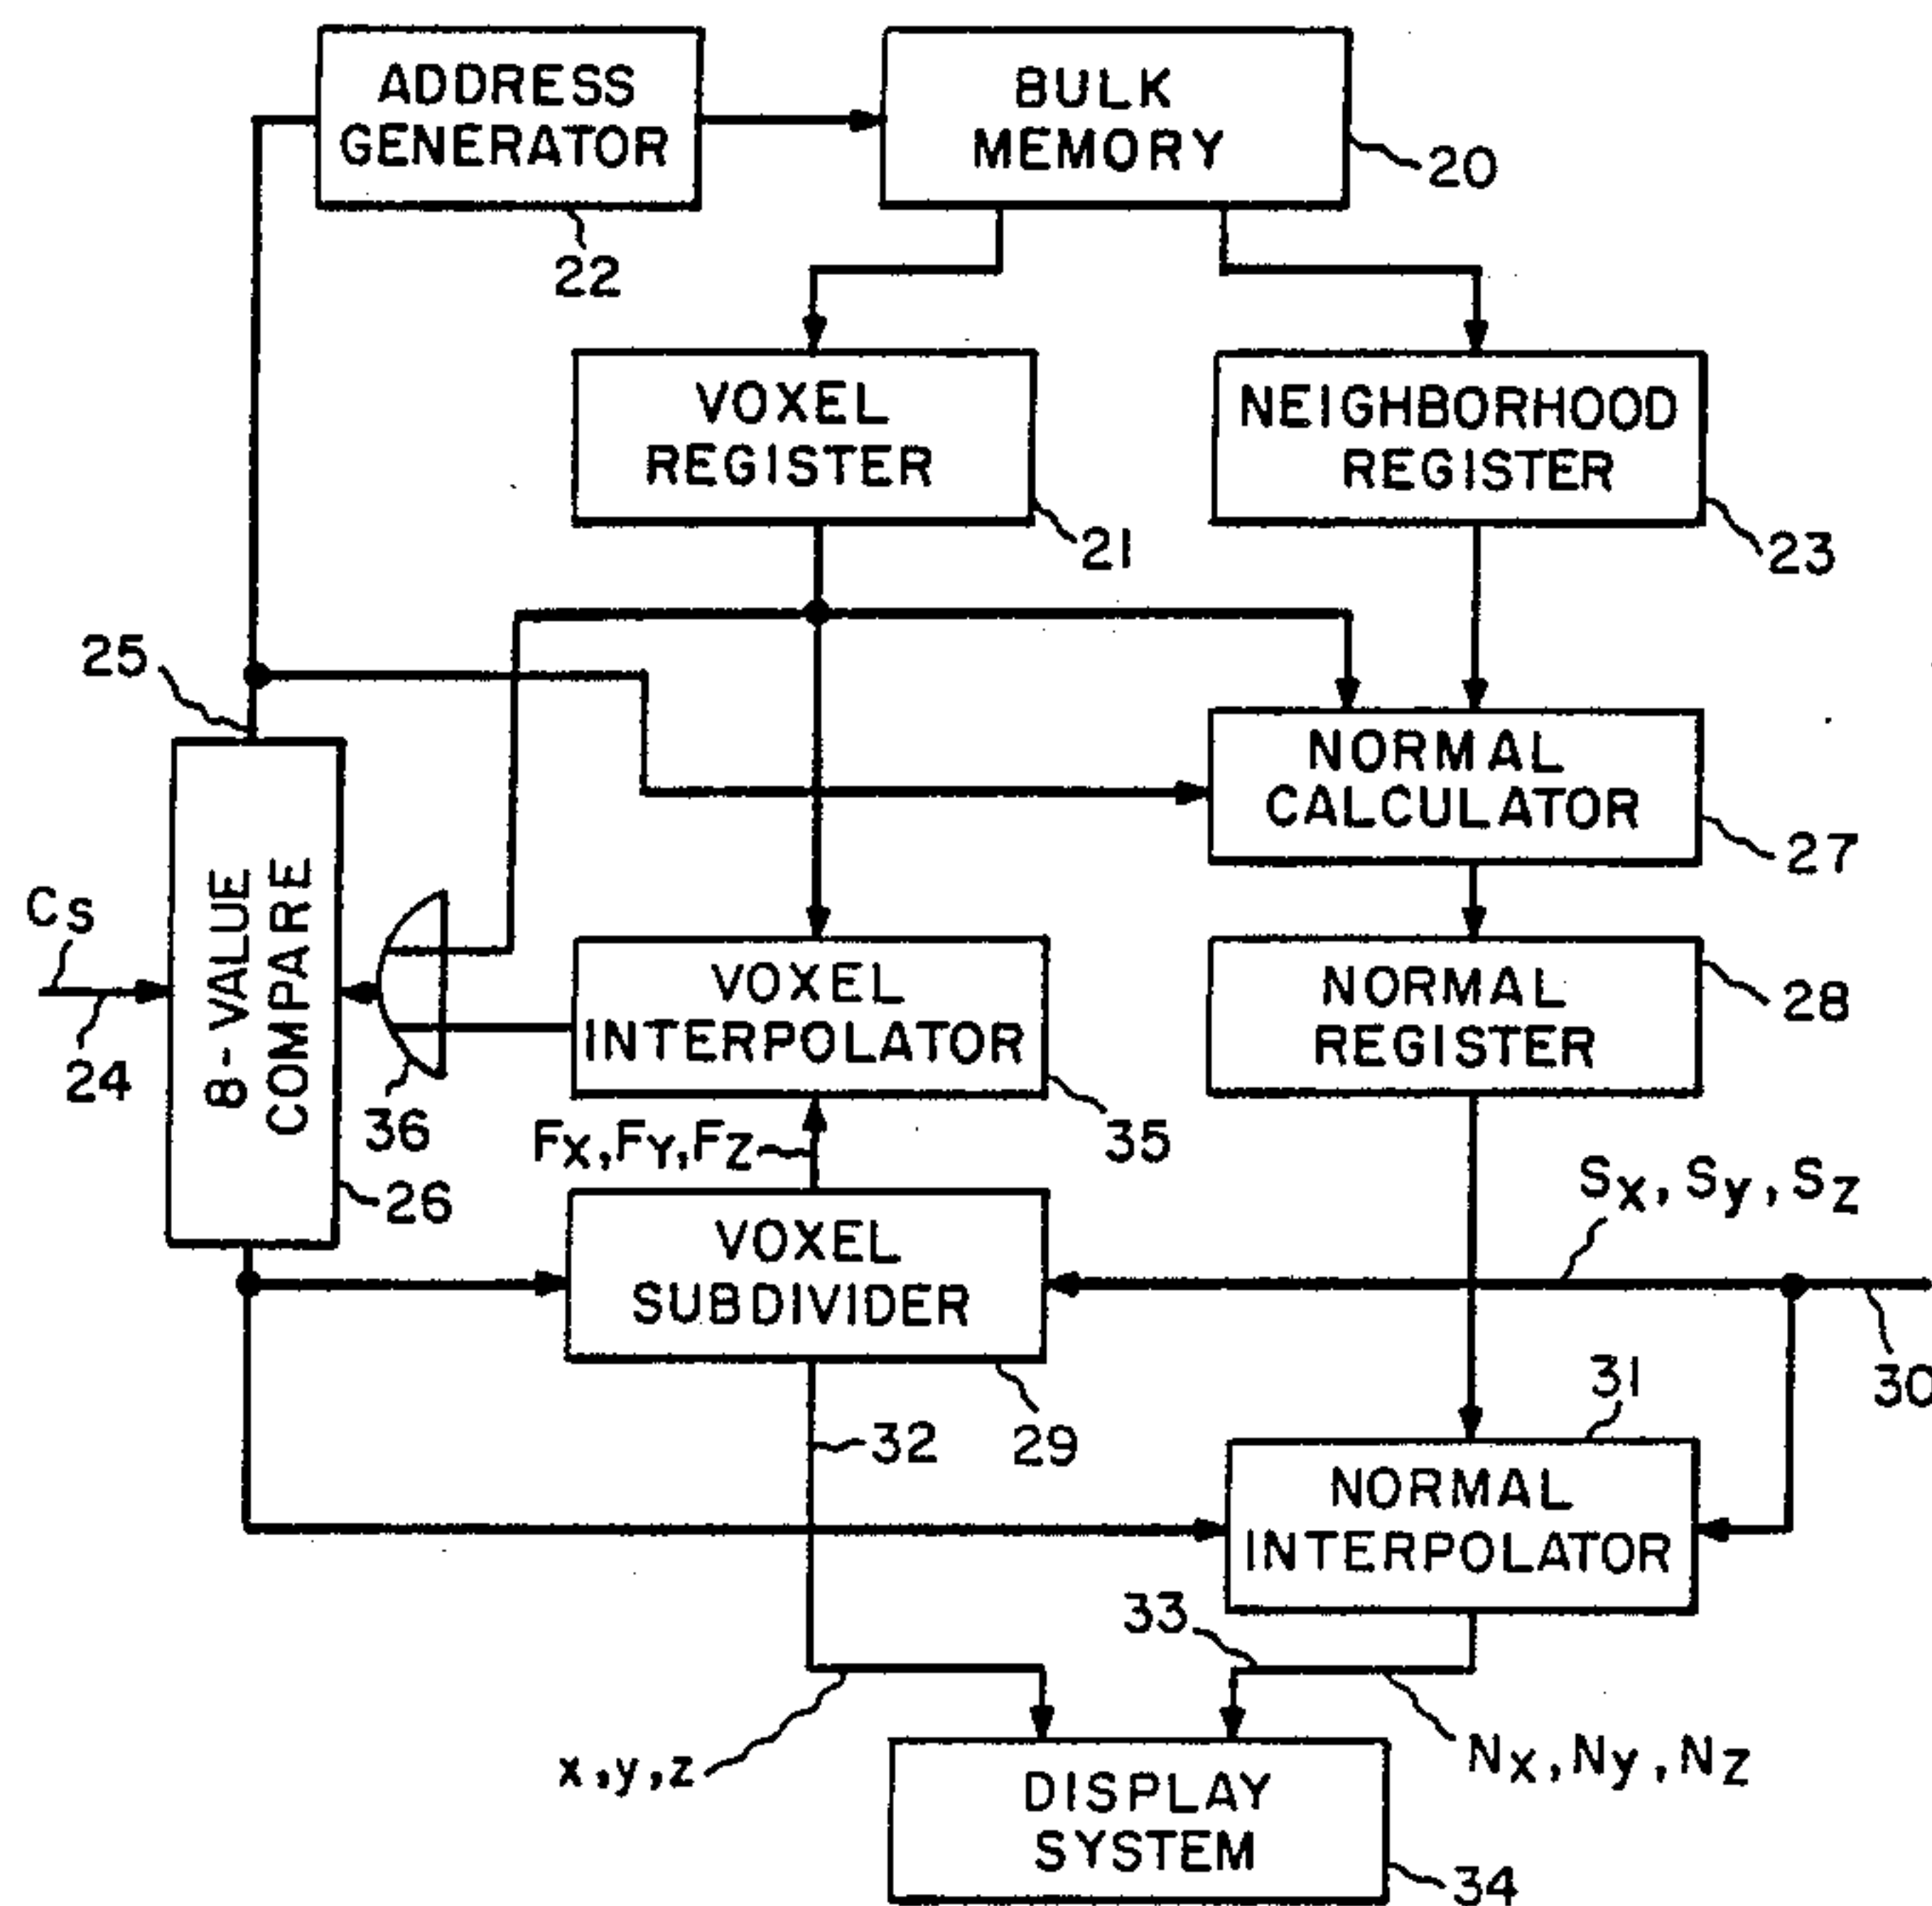 ADDRESS
GENERATOR
22
BULK
MEMORY
20
VOXEL
REGISTER
21
NEIGHBORHOOD
REGISTER
23
25
NORMAL
CALCULATOR
27
Cs
24
8-VALUE
COMPARE
26
36
VOXEL
INTERPOLATOR
35
NORMAL
REGISTER
28
Fx,FY,FZ
Sx,Sy,Sz
VOXEL
SUBDIVIDER
29
30
31
32
NORMAL
INTERPOLATOR
33
x,y,z
Nx,Ny,Nz
DISPLAY
SYSTEM
34